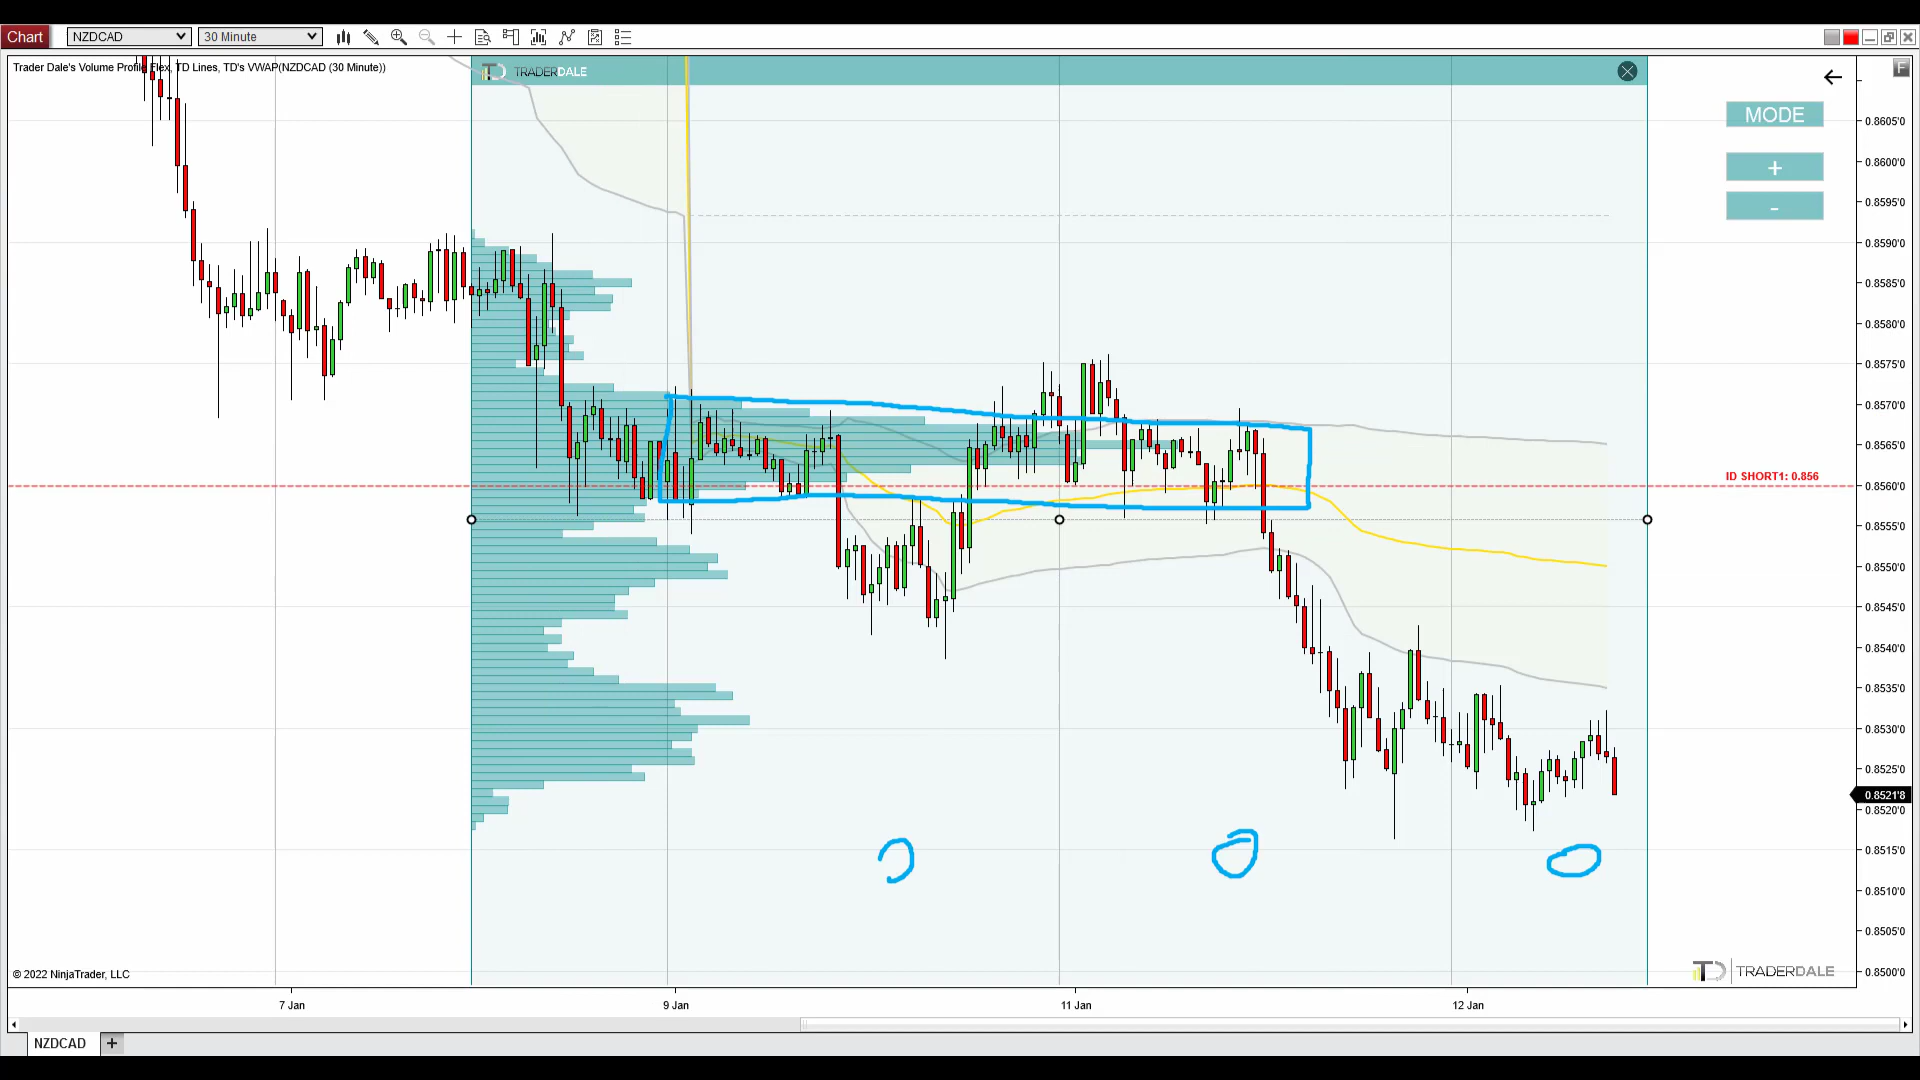 Chart NZDCAD 30 Minute
Trader Dale's Volume Profile Flex, TD Lines, TD's VWAP(NZDCAD (30 Minute))
TD TRADERDALE
F
MODE
+
-
0.8605'0
0.8600'0
0.8595'0
0.8590'0
0.8585'0
0.8580'0
0.8575'0
0.8570'0
0.8565'0
ID SHORT1: 0.856
0.8560'0
0.8555'0
0.8550'0
0.8545'0
0.8540'0
0.8535'0
0.8530'0
0.8525'0
0.8521'8
0.8520'0
0.8515'0
0.8510'0
0.8505'0
0.8500'0
© 2022 NinjaTrader, LLC
TD TRADERDALE
7 Jan 9 Jan 11 Jan 12 Jan
NZDCAD +